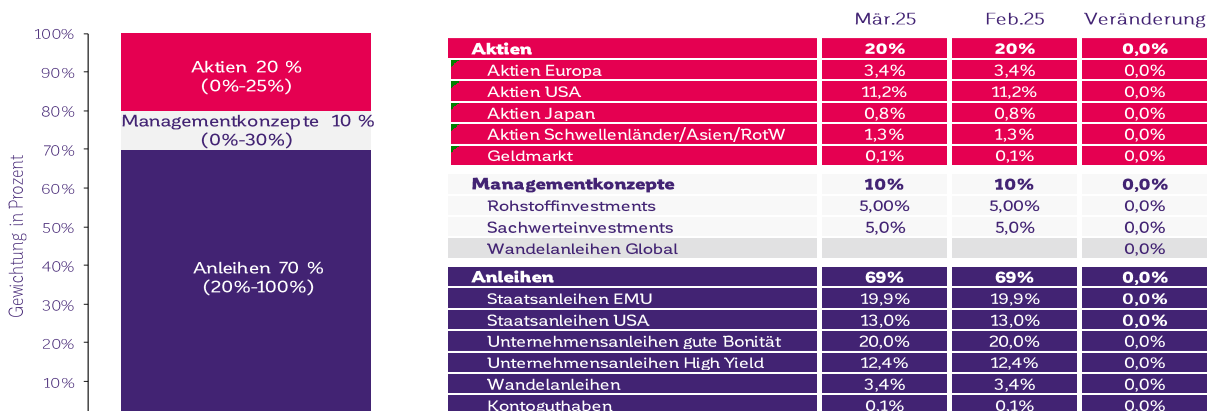 Mär.25 Feb.25 Veränderung
100%
90%
80%
70%
60%
50%
40%
30%
20%
10%
Gewichtung in Prozent
Aktien 20 %
(0%-25%)
Managementkonzepte 10 %
(0%-30%)
Anleihen 70 %
(20%-100%)
Aktien 20% 20% 0,0%
Aktien Europa 3,4% 3,4% 0,0%
Aktien USA 11,2% 11,2% 0,0%
Aktien Japan 0,8% 0,8% 0,0%
Aktien Schwellenländer/Asien/RotW 1,3% 1,3% 0,0%
Geldmarkt 0,1% 0,1% 0,0%
Managementkonzepte 10% 10% 0,0%
Rohstoffinvestments 5,00% 5,00% 0,0%
Sachwerteinvestments 5,0% 5,0% 0,0%
Wandelanleihen Global 0,0%
Anleihen 69% 69% 0,0%
Staatsanleihen EMU 19,9% 19,9% 0,0%
Staatsanleihen USA 13,0% 13,0% 0,0%
Unternehmensanleihen gute Bonität 20,0% 20,0% 0,0%
Unternehmensanleihen High Yield 12,4% 12,4% 0,0%
Wandelanleihen 3,4% 3,4% 0,0%
Kontoguthaben 0,1% 0,1% 0,0%